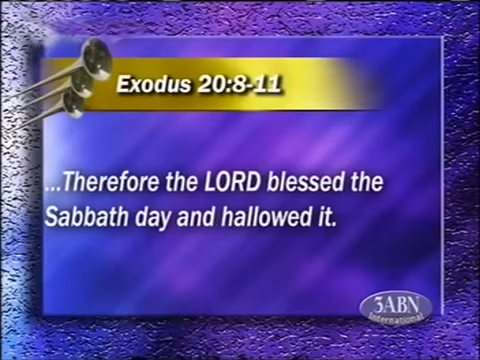 Exodus 20:8-11
...Therefore the LORD blessed the
Sabbath day and hallowed it.
3ABN
International